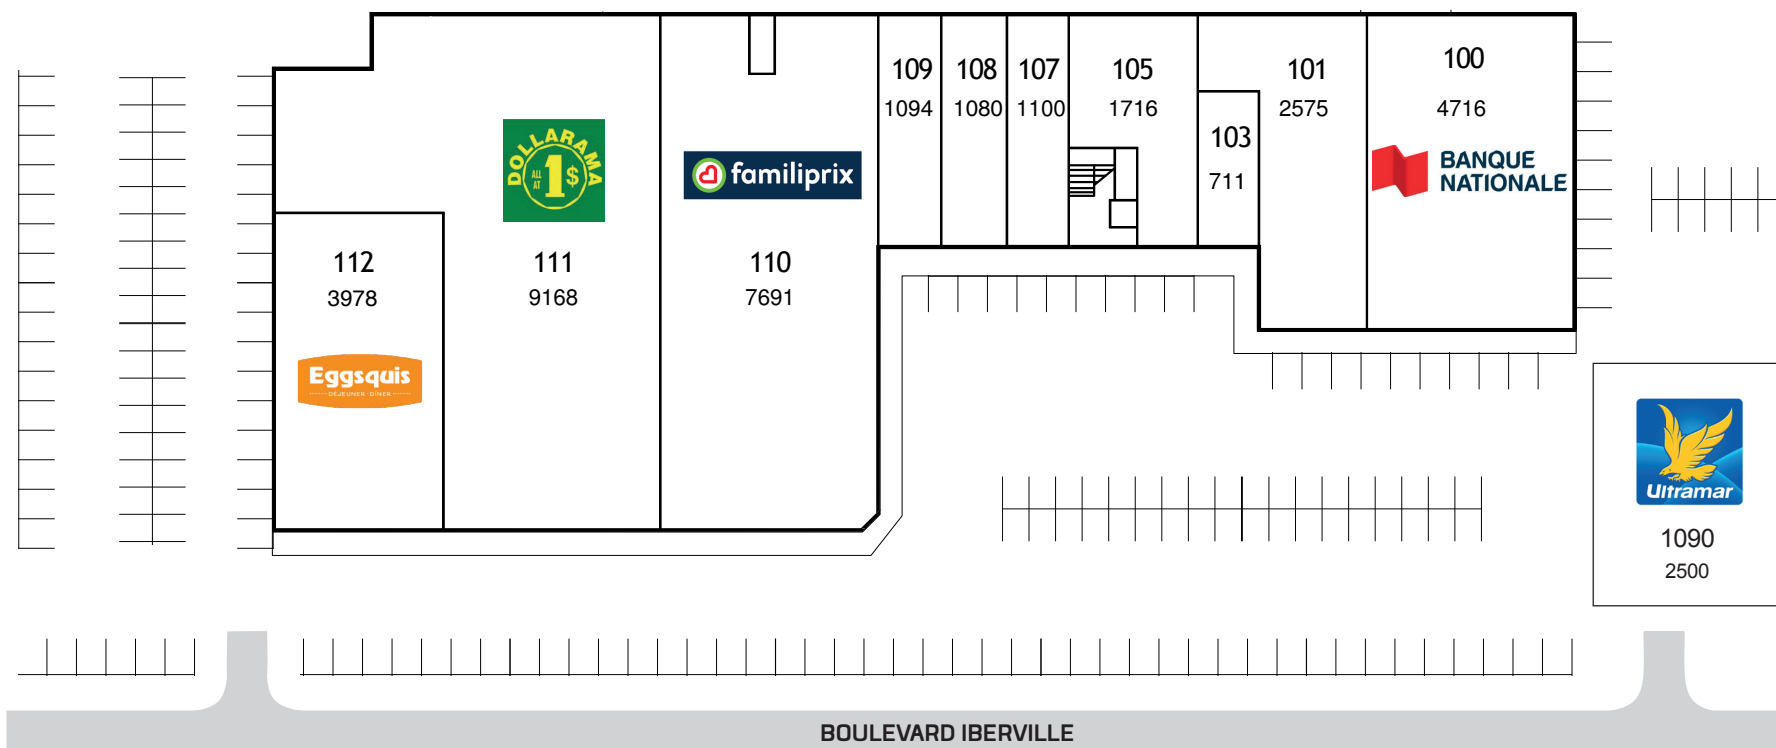 109
1094
108
1080
107
1100
105
1716
103
711
101
2575
100
4716
BANQUE
NATIONALE
DOLLARAMA
ALL
AT
1$
familiprix
112
3978
Eggsquis
DÉJEUNER · DÎNER
111
9168
110
7691
Ultramar
1090
2500
BOULEVARD IBERVILLE